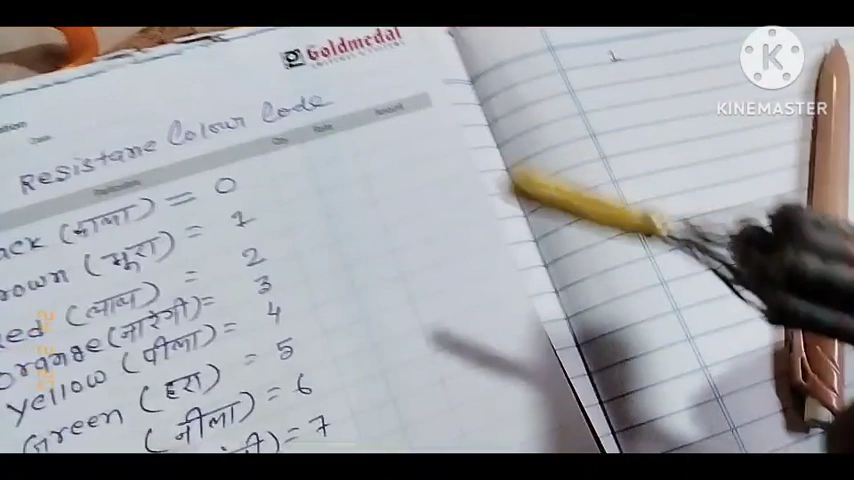 Goldmedal
Resistane Colour Code
ack (काला) = 0
rown (भूरा) = 1
ed (लाल) = 2
orange (नारंगी) = 3
yellow (पीला) = 4
Green (हरा) = 5
(नीला) = 6
= 7
KINEMASTER